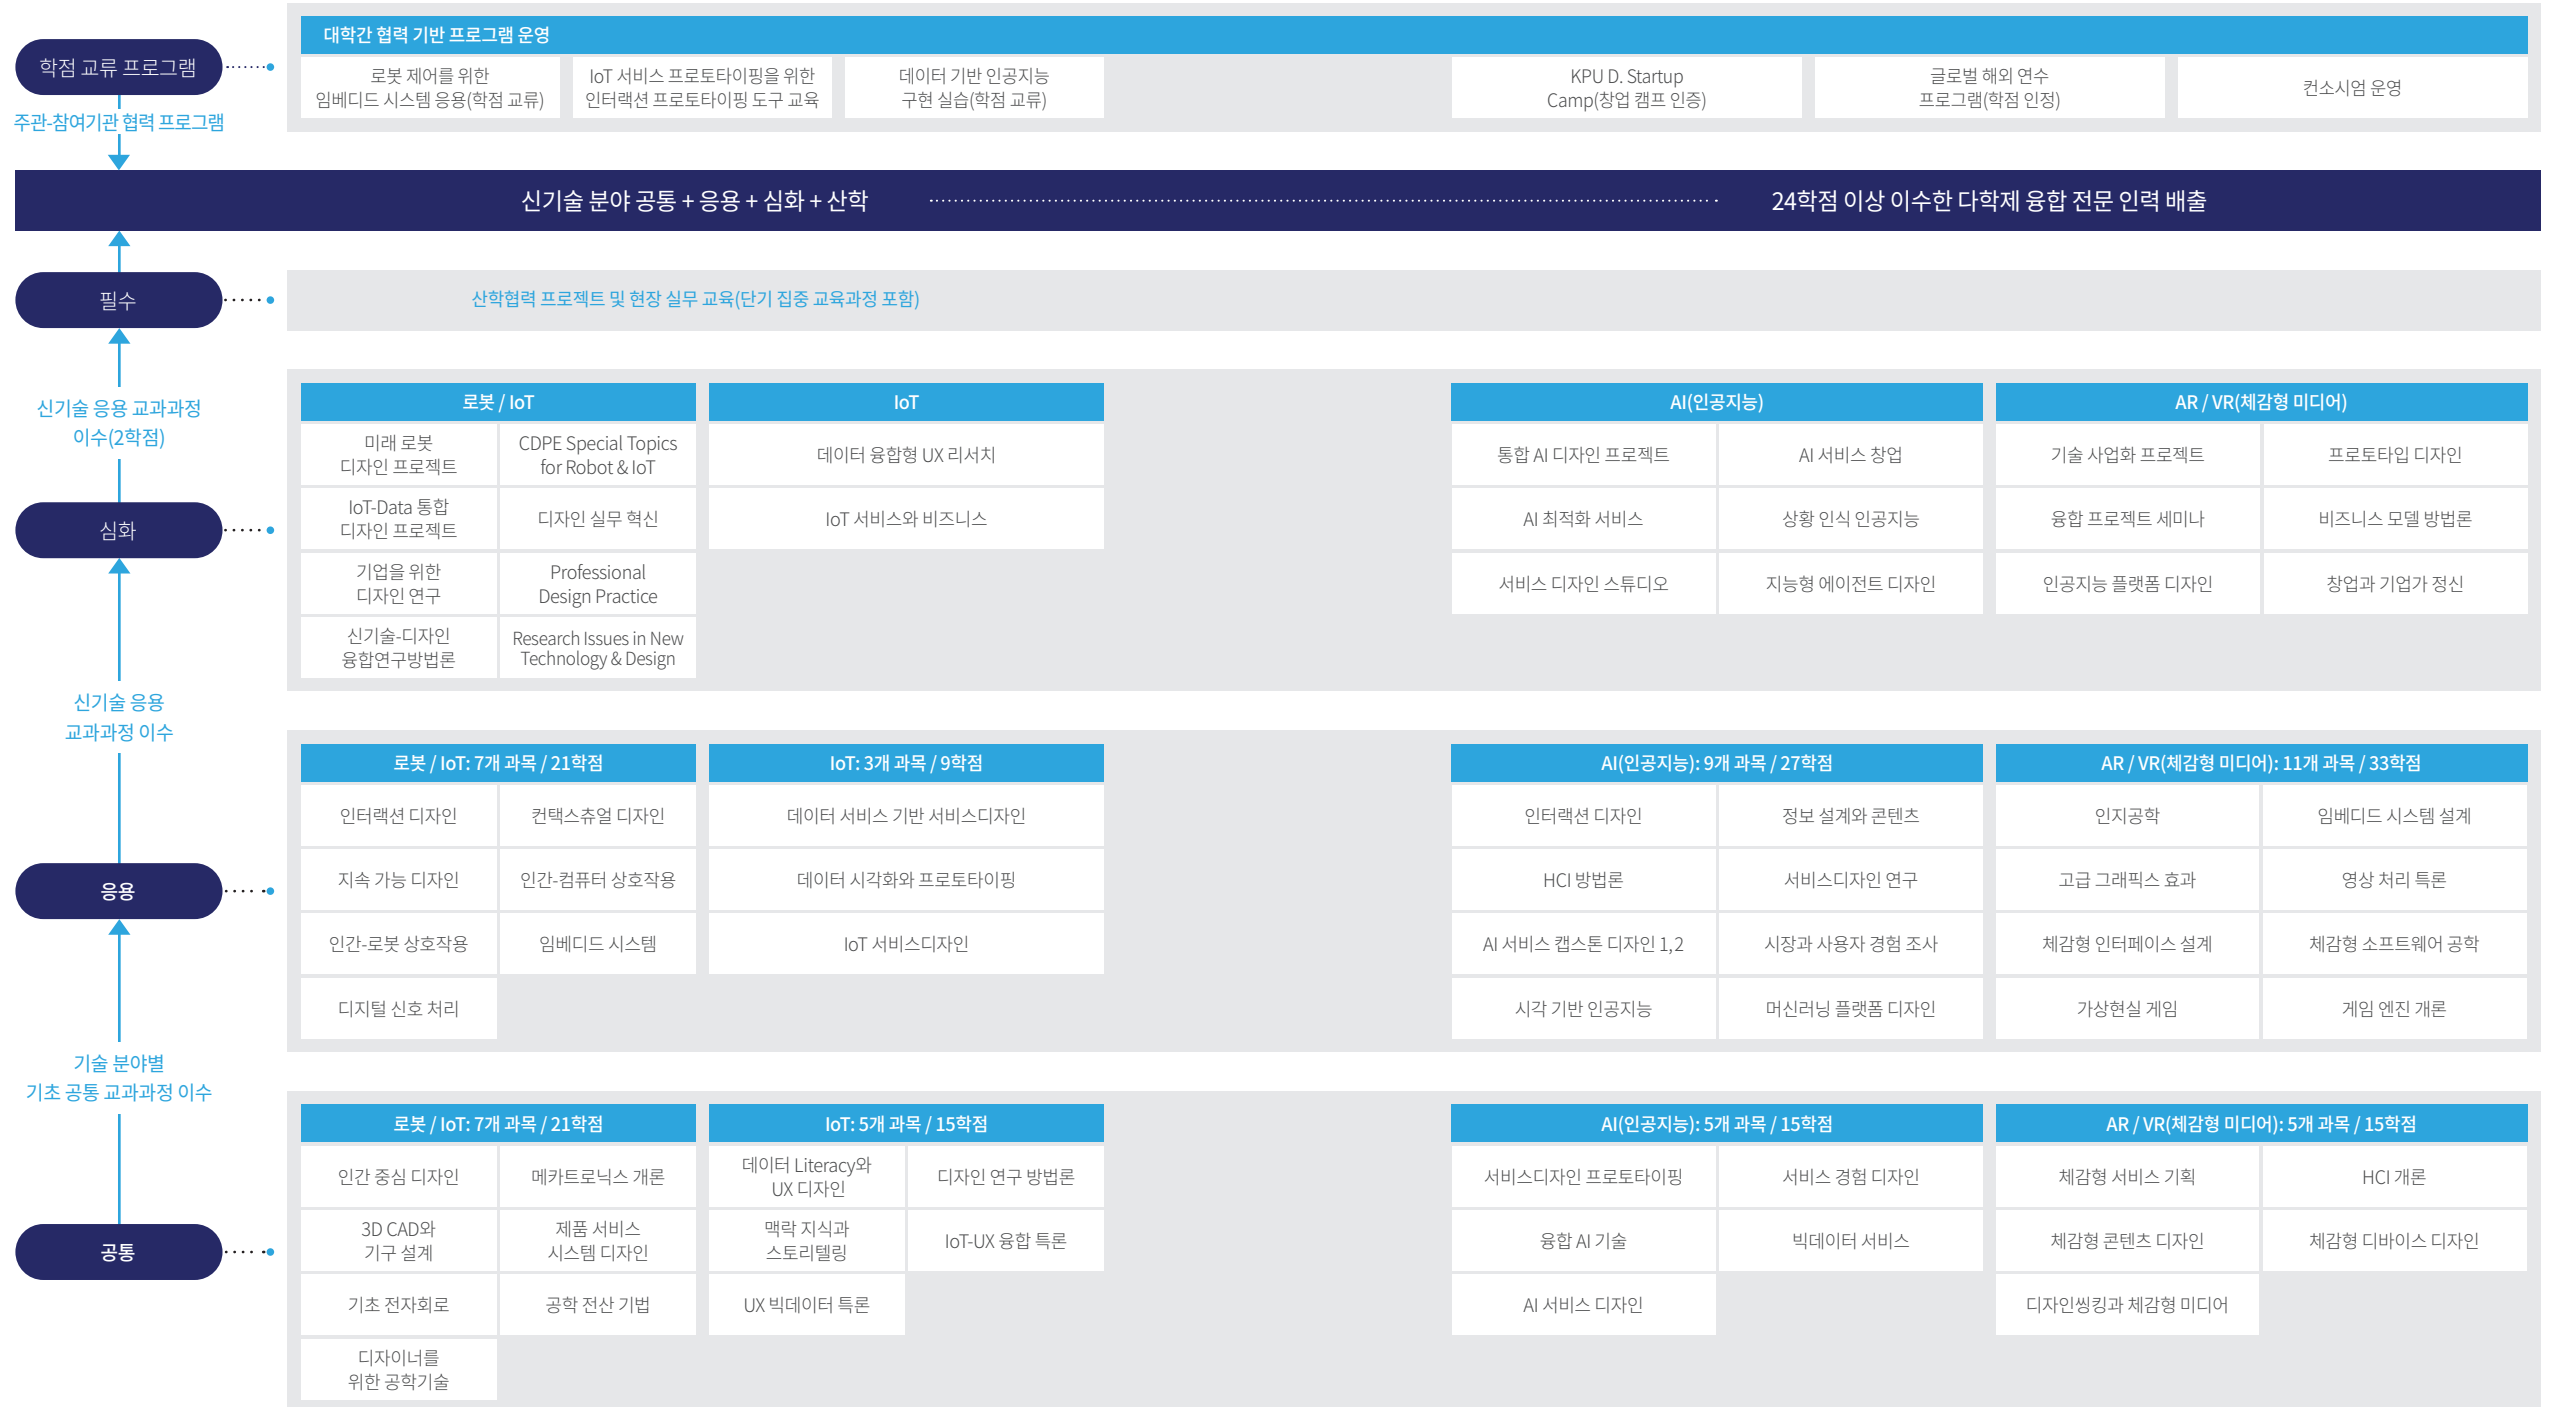 학점 교류 프로그램
주관-참여기관 협력 프로그램
대학간 협력 기반 프로그램 운영
로봇 제어를 위한
임베디드 시스템 응용(학점 교류)
IoT 서비스 프로토타이핑을 위한
인터랙션 프로토타이핑 도구 교육
데이터 기반 인공지능
구현 실습(학점 교류)
KPU D. Startup
Camp(창업 캠프 인증)
글로벌 해외 연수
프로그램(학점 인정)
컨소시엄 운영
신기술 분야 공통 + 응용 + 심화 + 산학
24학점 이상 이수한 다학제 융합 전문 인력 배출
필수
산학협력 프로젝트 및 현장 실무 교육(단기 집중 교육과정 포함)
신기술 응용 교과과정
이수(2학점)
심화
로봇 / IoT
미래 로봇
디자인 프로젝트
CDPE Special Topics
for Robot & IoT
IoT-Data 통합
디자인 프로젝트
디자인 실무 혁신
기업을 위한
디자인 연구
Professional
Design Practice
신기술-디자인
융합연구방법론
Research Issues in New
Technology & Design
IoT
데이터 융합형 UX 리서치
IoT 서비스와 비즈니스
AI(인공지능)
통합 AI 디자인 프로젝트
AI 서비스 창업
AI 최적화 서비스
상황 인식 인공지능
서비스 디자인 스튜디오
지능형 에이전트 디자인
AR / VR(체감형 미디어)
기술 사업화 프로젝트
프로토타입 디자인
융합 프로젝트 세미나
비즈니스 모델 방법론
인공지능 플랫폼 디자인
창업과 기업가 정신
신기술 응용
교과과정 이수
응용
로봇 / IoT: 7개 과목 / 21학점
인터랙션 디자인
컨택스츄얼 디자인
지속 가능 디자인
인간-컴퓨터 상호작용
인간-로봇 상호작용
임베디드 시스템
디지털 신호 처리
IoT: 3개 과목 / 9학점
데이터 서비스 기반 서비스디자인
데이터 시각화와 프로토타이핑
IoT 서비스디자인
AI(인공지능): 9개 과목 / 27학점
인터랙션 디자인
정보 설계와 콘텐츠
HCI 방법론
서비스디자인 연구
AI 서비스 캡스톤 디자인 1,2
시장과 사용자 경험 조사
시각 기반 인공지능
머신러닝 플랫폼 디자인
AR / VR(체감형 미디어): 11개 과목 / 33학점
인지공학
임베디드 시스템 설계
고급 그래픽스 효과
영상 처리 특론
체감형 인터페이스 설계
체감형 소프트웨어 공학
가상현실 게임
게임 엔진 개론
기술 분야별
기초 공통 교과과정 이수
공통
로봇 / IoT: 7개 과목 / 21학점
인간 중심 디자인
메카트로닉스 개론
3D CAD와
기구 설계
제품 서비스
시스템 디자인
기초 전자회로
공학 전산 기법
디자이너를
위한 공학기술
IoT: 5개 과목 / 15학점
데이터 Literacy와
UX 디자인
디자인 연구 방법론
맥락 지식과
스토리텔링
IoT-UX 융합 특론
UX 빅데이터 특론
AI(인공지능): 5개 과목 / 15학점
서비스디자인 프로토타이핑
서비스 경험 디자인
융합 AI 기술
빅데이터 서비스
AI 서비스 디자인
AR / VR(체감형 미디어): 5개 과목 / 15학점
체감형 서비스 기획
HCI 개론
체감형 콘텐츠 디자인
체감형 디바이스 디자인
디자인씽킹과 체감형 미디어